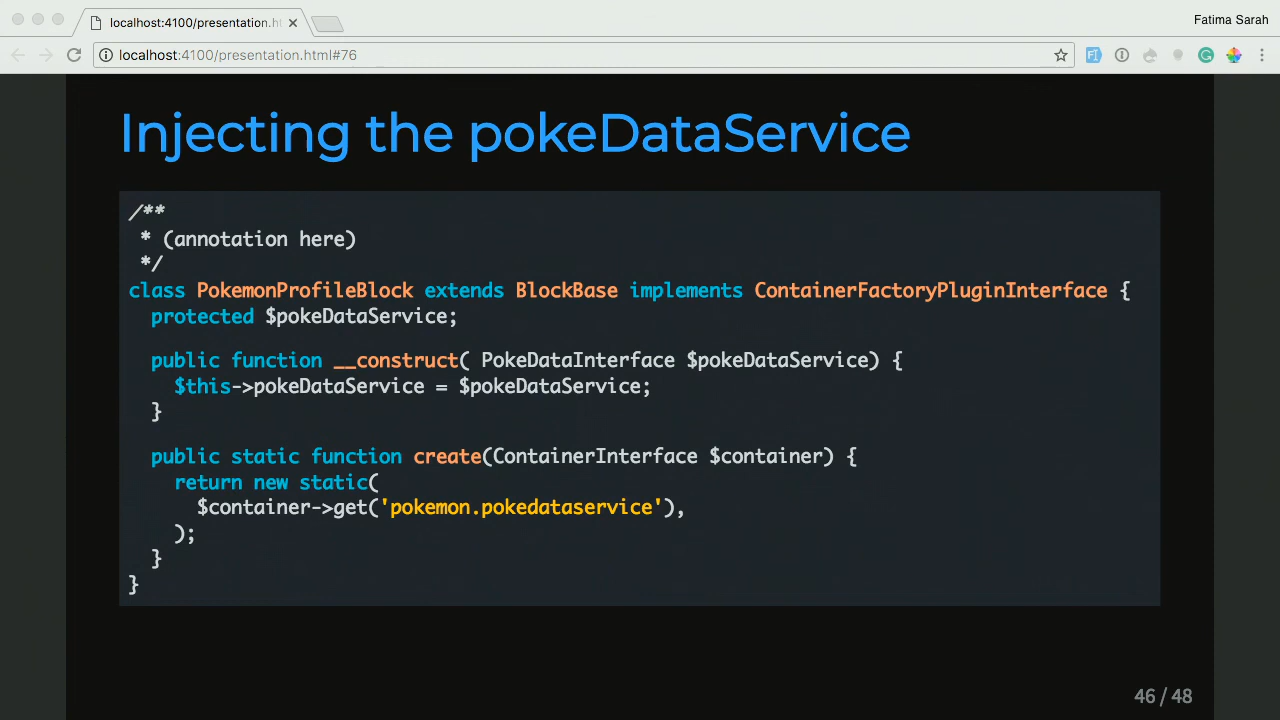 localhost:4100/presentation.h
Fatima Sarah
localhost:4100/presentation.html#76
Injecting the pokeDataService
/**
 * (annotation here)
 */
class PokemonProfileBlock extends BlockBase implements ContainerFactoryPluginInterface {
  protected $pokeDataService;
  public function __construct( PokeDataInterface $pokeDataService) {
    $this->pokeDataService = $pokeDataService;
  }
  public static function create(ContainerInterface $container) {
    return new static(
      $container->get('pokemon.pokedataservice'),
    );
  }
}
46 / 48